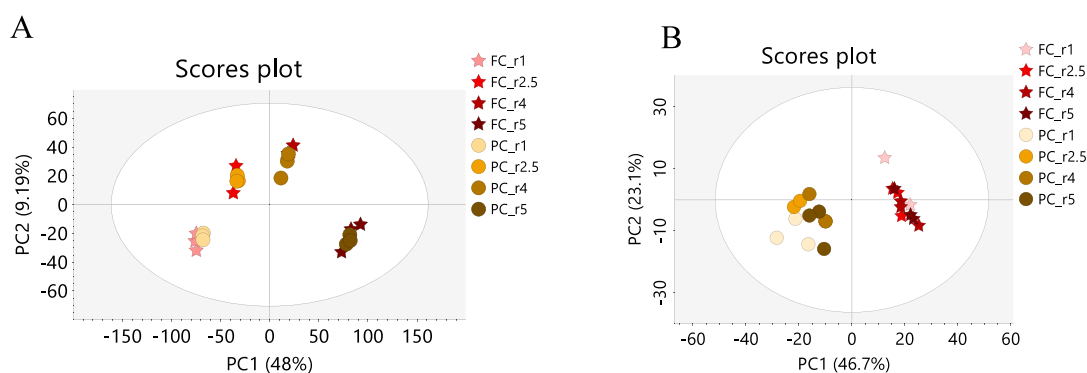 A
Scores plot
PC2 (9.19%)
60
40
20
0
-20
-40
-60
-150
-100
-50
0
50
100
150
PC1 (48%)
FC_r1
FC_r2.5
FC_r4
FC_r5
PC_r1
PC_r2.5
PC_r4
PC_r5
B
Scores plot
PC2 (23.1%)
30
10
-10
-30
-60
-40
-20
0
20
40
60
PC1 (46.7%)
FC_r1
FC_r2.5
FC_r4
FC_r5
PC_r1
PC_r2.5
PC_r4
PC_r5